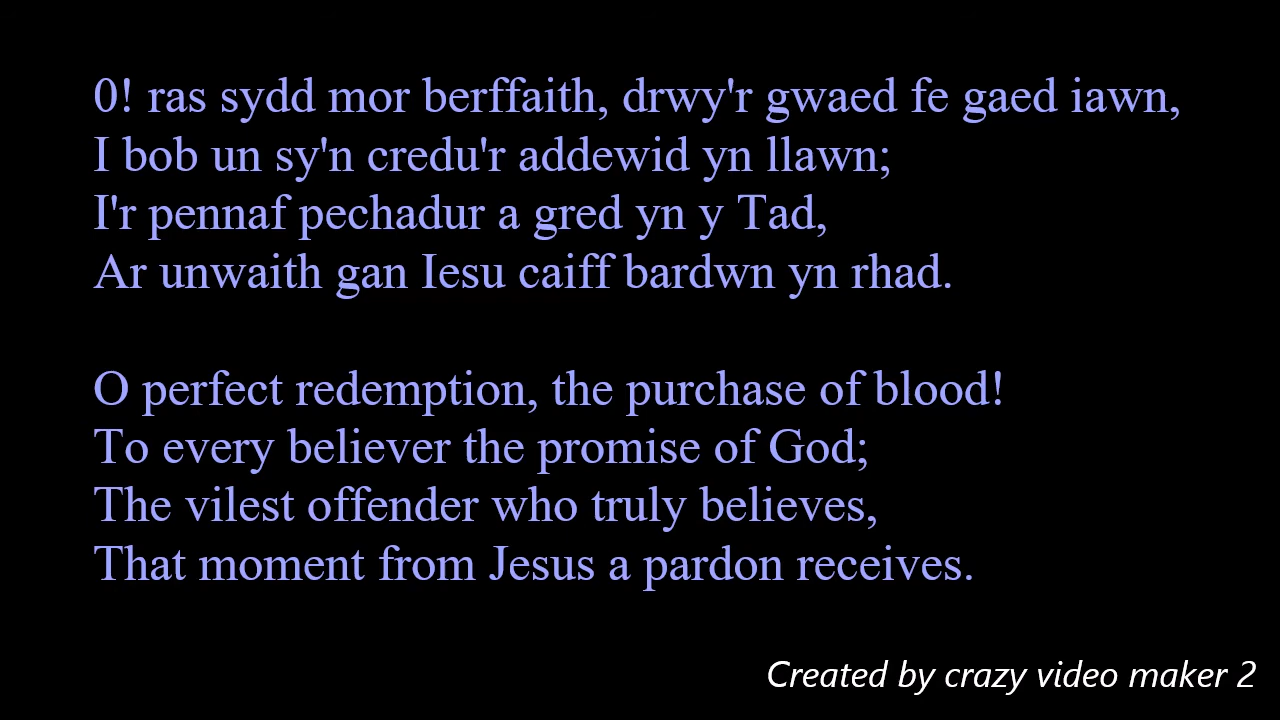 0! ras sydd mor berffaith, drwy'r gwaed fe gaed iawn,
I bob un sy'n credu'r addewid yn llawn;
I'r pennaf pechadur a gred yn y Tad,
Ar unwaith gan Iesu caiff bardwn yn rhad.
O perfect redemption, the purchase of blood!
To every believer the promise of God;
The vilest offender who truly believes,
That moment from Jesus a pardon receives.
Created by crazy video maker 2